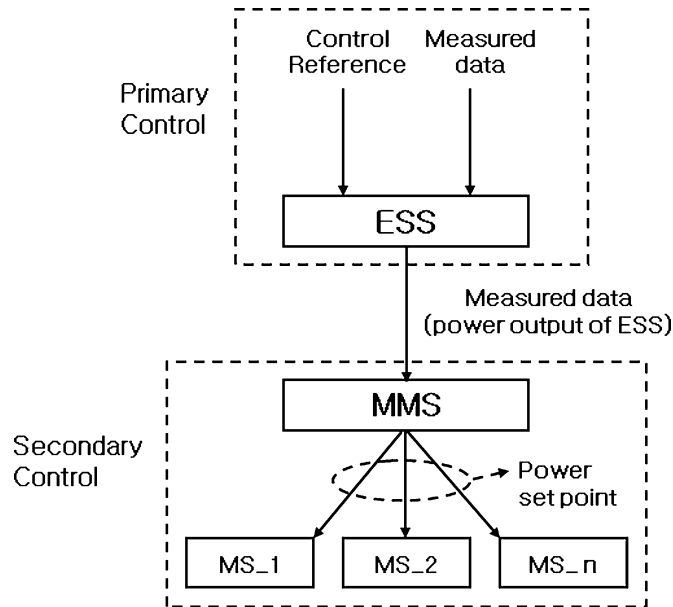 Control
Reference
Measured
data
Primary
Control
ESS
Measured data
(power output of ESS)
MMS
Secondary
Control
Power
set point
MS_1
MS_2
MS_n